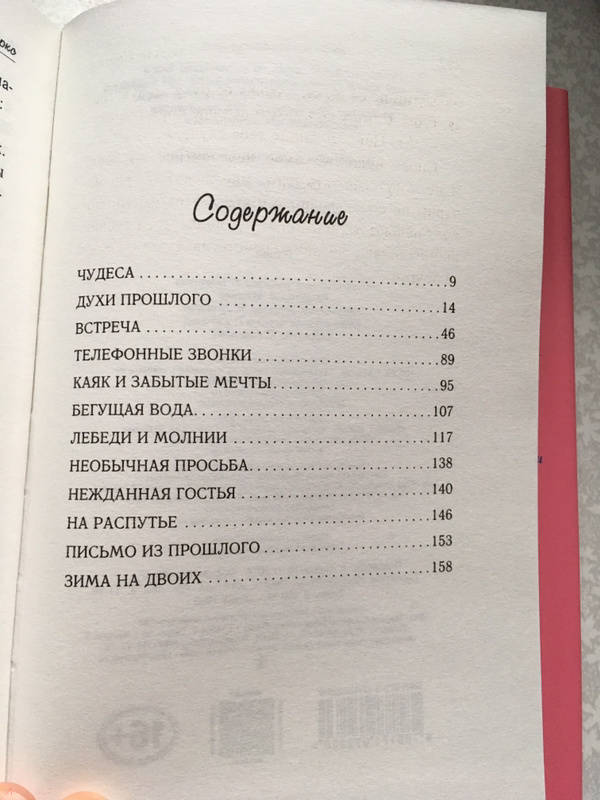 Содержание
ЧУДЕСА 9
ДУХИ ПРОШЛОГО 14
ВСТРЕЧА 46
ТЕЛЕФОННЫЕ ЗВОНКИ 89
КАЯК И ЗАБЫТЫЕ МЕЧТЫ 95
БЕГУЩАЯ ВОДА 107
ЛЕБЕДИ И МОЛНИИ 117
НЕОБЫЧНАЯ ПРОСЬБА 138
НЕЖДАННАЯ ГОСТЬЯ 140
НА РАСПУТЬЕ 146
ПИСЬМО ИЗ ПРОШЛОГО 153
ЗИМА НА ДВОИХ 158
16+